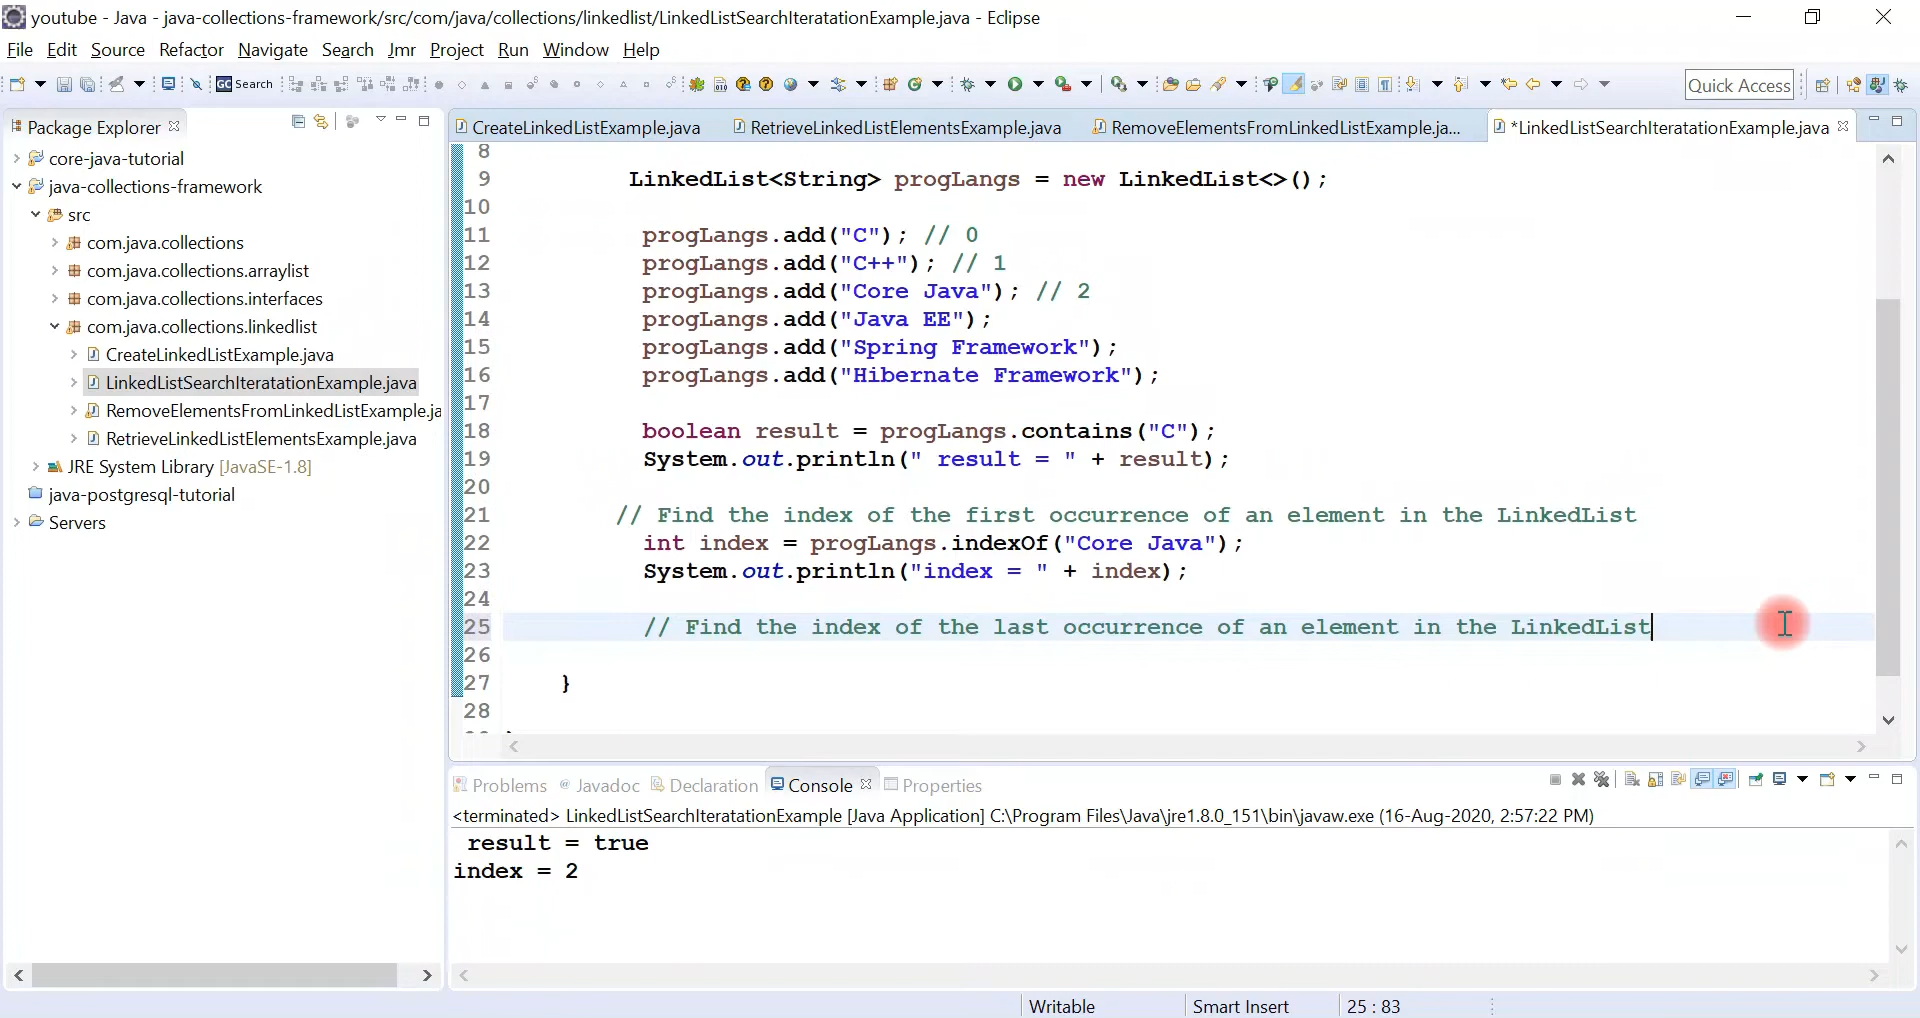 youtube - Java - java-collections-framework/src/com/java/collections/linkedlist/LinkedListSearchIteratationExample.java - Eclipse
File Edit Source Refactor Navigate Search Jmr Project Run Window Help
GC Search
Quick Access
Package Explorer
CreateLinkedListExample.java RetrieveLinkedListElementsExample.java RemoveElementsFromLinkedListExample.ja... *LinkedListSearchIteratationExample.java
core-java-tutorial
java-collections-framework
src
com.java.collections
com.java.collections.arraylist
com.java.collections.interfaces
com.java.collections.linkedlist
CreateLinkedListExample.java
LinkedListSearchIteratationExample.java
RemoveElementsFromLinkedListExample.ja
RetrieveLinkedListElementsExample.java
JRE System Library [JavaSE-1.8]
java-postgresql-tutorial
Servers
8
9 LinkedList<String> progLangs = new LinkedList<>();
10
11 progLangs.add("C"); // 0
12 progLangs.add("C++"); // 1
13 progLangs.add("Core Java"); // 2
14 progLangs.add("Java EE");
15 progLangs.add("Spring Framework");
16 progLangs.add("Hibernate Framework");
17
18 boolean result = progLangs.contains("C");
19 System.out.println(" result = " + result);
20
21 // Find the index of the first occurrence of an element in the LinkedList
22 int index = progLangs.indexOf("Core Java");
23 System.out.println("index = " + index);
24
25 // Find the index of the last occurrence of an element in the LinkedList
26
27 }
28
Problems @ Javadoc Declaration Console Properties
<terminated> LinkedListSearchIteratationExample [Java Application] C:\Program Files\Java\jre1.8.0_151\bin\javaw.exe (16-Aug-2020, 2:57:22 PM)
result = true
index = 2
Writable Smart Insert 25 : 83